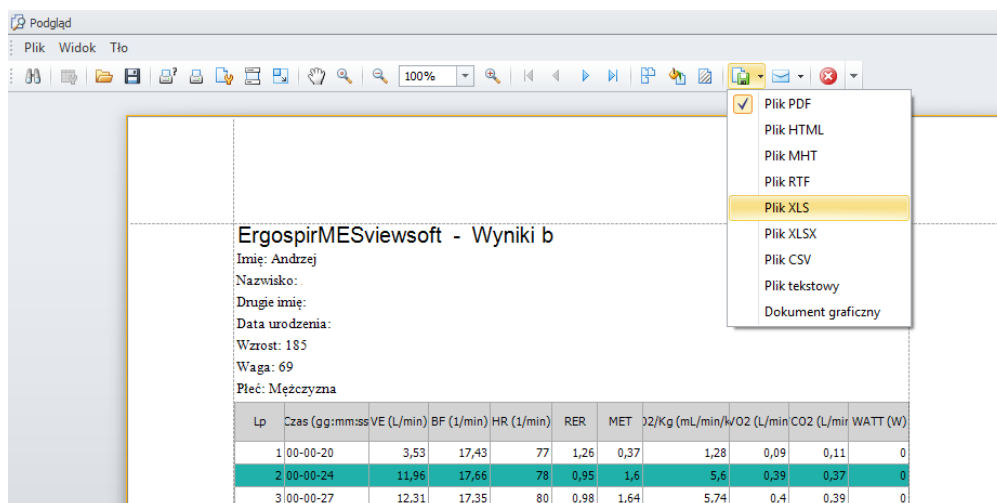 Podgląd
Plik Widok Tło
100%
Plik PDF
Plik HTML
Plik MHT
Plik RTF
Plik XLS
Plik XLSX
Plik CSV
Plik tekstowy
Dokument graficzny
ErgospirMESviewsoft - Wyniki b
Imię: Andrzej
Nazwisko:
Drugie imię:
Data urodzenia:
Wzrost: 185
Waga: 69
Płeć: Mężczyzna
Lp Czas (gg:mm:ss VE (L/min) BF (1/min) HR (1/min) RER MET O2/Kg (mL/min/k VO2 (L/min CO2 (L/min WATT (W)
1 00-00-20 3,53 17,43 77 1,26 0,37 1,28 0,09 0,11 0
2 00-00-24 11,96 17,66 78 0,95 1,6 5,6 0,39 0,37 0
3 00-00-27 12,31 17,35 80 0,98 1,64 5,74 0,4 0,39 0